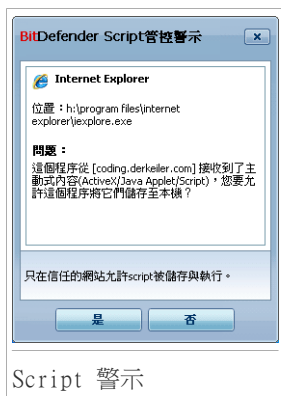 BitDefender Script管控警示
Internet Explorer
位置：h:\program files\internet
explorer\iexplore.exe
問題：
這個程序從 [coding.derkeiler.com] 接收到了主
動式內容(ActiveX/Java Applet/Script)，您要允
許這個程序將它們儲存至本機？
只在信任的網站允許script被儲存與執行。
是
否
Script 警示